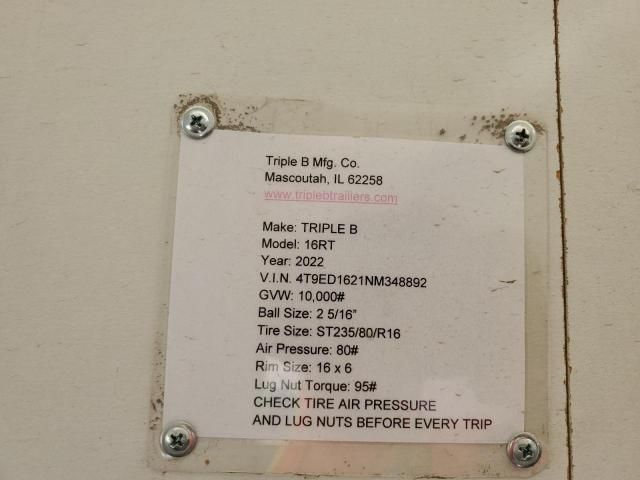 Triple B Mfg. Co.
Mascoutah, IL 62258
www.triplebtrailiers.com
Make: TRIPLE B
Model: 16RT
Year: 2022
V.I.N. 4T9ED1621NM348892
GVW: 10,000#
Ball Size: 2 5/16"
Tire Size: ST235/80/R16
Air Pressure: 80#
Rim Size: 16 x 6
Lug Nut Torque: 95#
CHECK TIRE AIR PRESSURE
AND LUG NUTS BEFORE EVERY TRIP